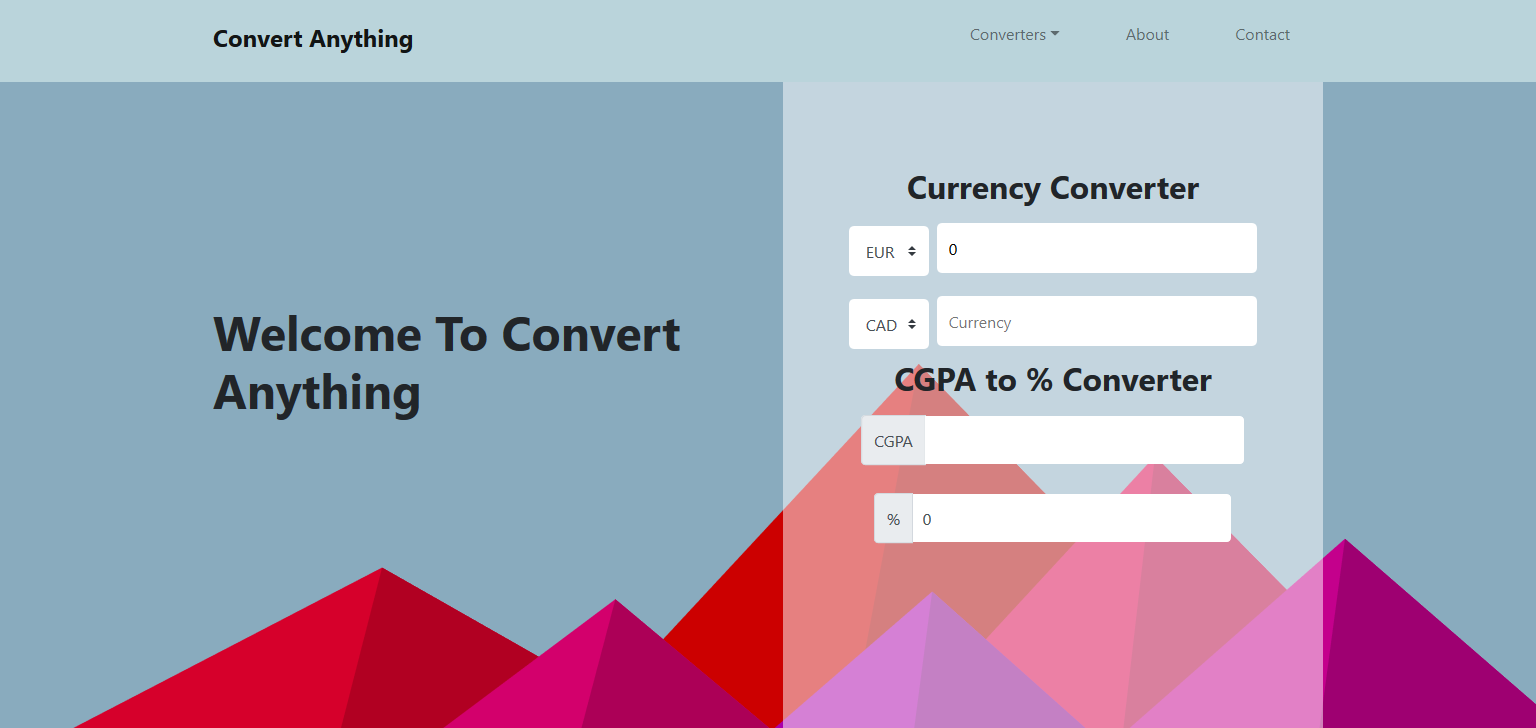 Convert Anything
Converters
About
Contact
Welcome To Convert
Anything
Currency Converter
EUR
0
CAD
Currency
CGPA to % Converter
CGPA
%
0